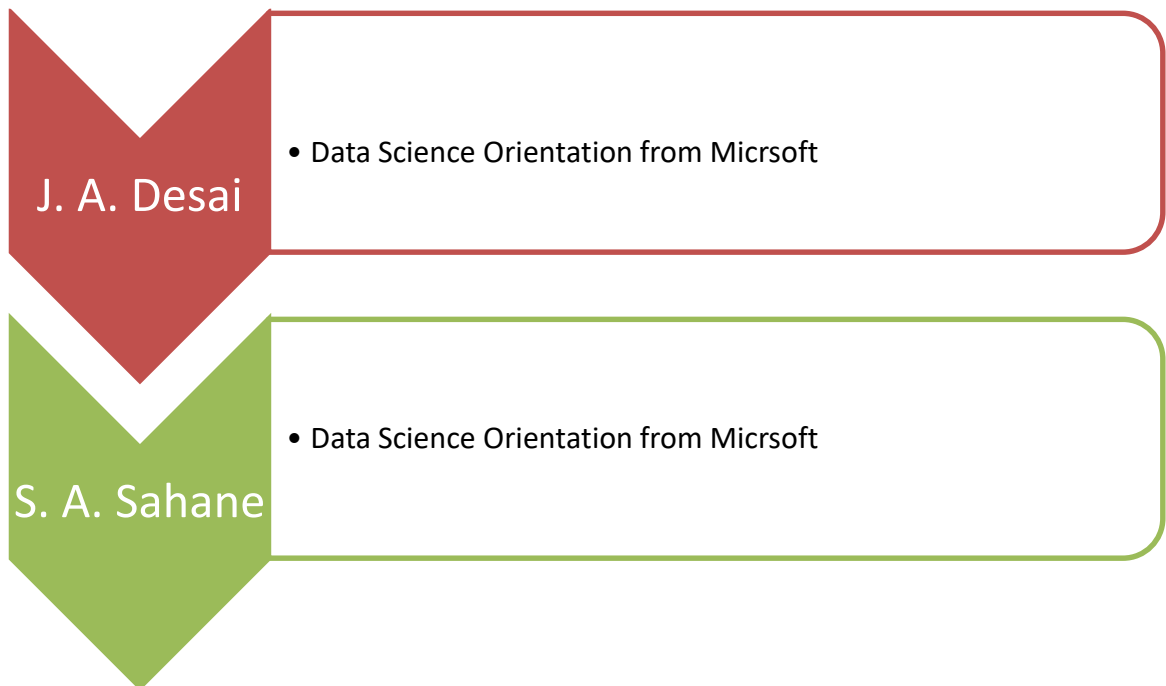 J. A. Desai
• Data Science Orientation from Micrsoft
S. A. Sahane
• Data Science Orientation from Micrsoft